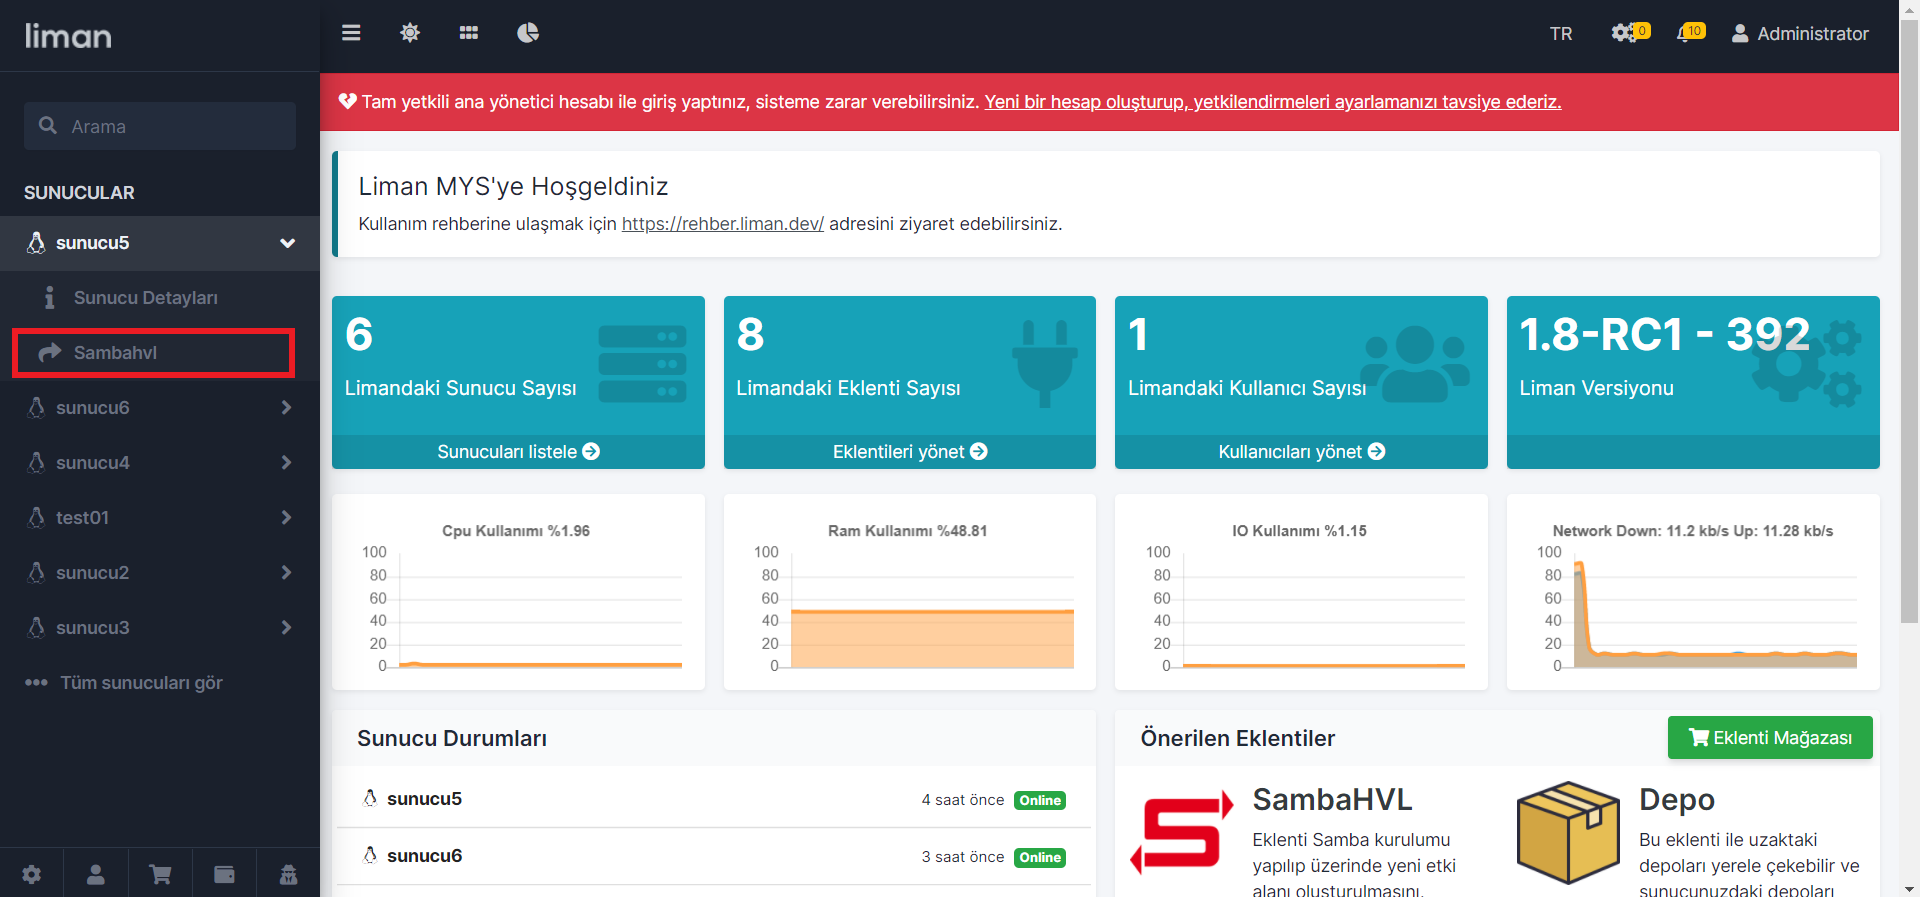 liman
TR
0
10
Administrator
Tam yetkili ana yönetici hesabı ile giriş yaptınız, sisteme zarar verebilirsiniz. Yeni bir hesap oluşturup, yetkilendirmeleri ayarlamanızı tavsiye ederiz.
Arama
SUNUCULAR
sunucu5
Sunucu Detayları
Sambahvl
sunucu6
sunucu4
test01
sunucu2
sunucu3
Tüm sunucuları gör
Liman MYS'ye Hoşgeldiniz
Kullanım rehberine ulaşmak için https://rehber.liman.dev/ adresini ziyaret edebilirsiniz.
6
Limandaki Sunucu Sayısı
Sunucuları listele
8
Limandaki Eklenti Sayısı
Eklentileri yönet
1
Limandaki Kullanıcı Sayısı
Kullanıcıları yönet
1.8-RC1 - 392
Liman Versiyonu
Cpu Kullanımı %1.96
100
80
60
40
20
0
Ram Kullanımı %48.81
100
80
60
40
20
0
IO Kullanımı %1.15
100
80
60
40
20
0
Network Down: 11.2 kb/s Up: 11.28 kb/s
100
80
60
40
20
0
Sunucu Durumları
sunucu5
4 saat önce Online
sunucu6
3 saat önce Online
Önerilen Eklentiler
Eklenti Mağazası
SambaHVL
Eklenti Samba kurulumu
yapılıp üzerinde yeni etki
alanı oluşturulmasını,
Depo
Bu eklenti ile uzaktaki
depoları yerele çekebilir ve
sunucunuzdaki depoları